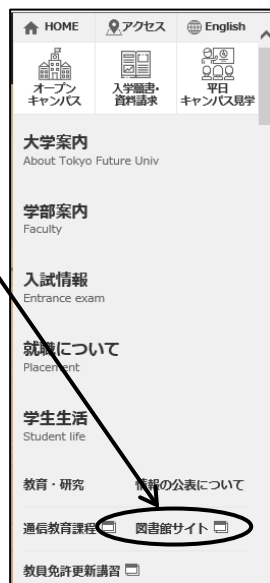 HOME アクセス English
オープン
キャンパス
入学願書・
資料請求
平日
キャンパス見学
大学案内
About Tokyo Future Univ
学部案内
Faculty
入試情報
Entrance exam
就職について
Placement
学生生活
Student life
教育・研究 情報の公表について
通信教育課程 図書館サイト
教員免許更新講習